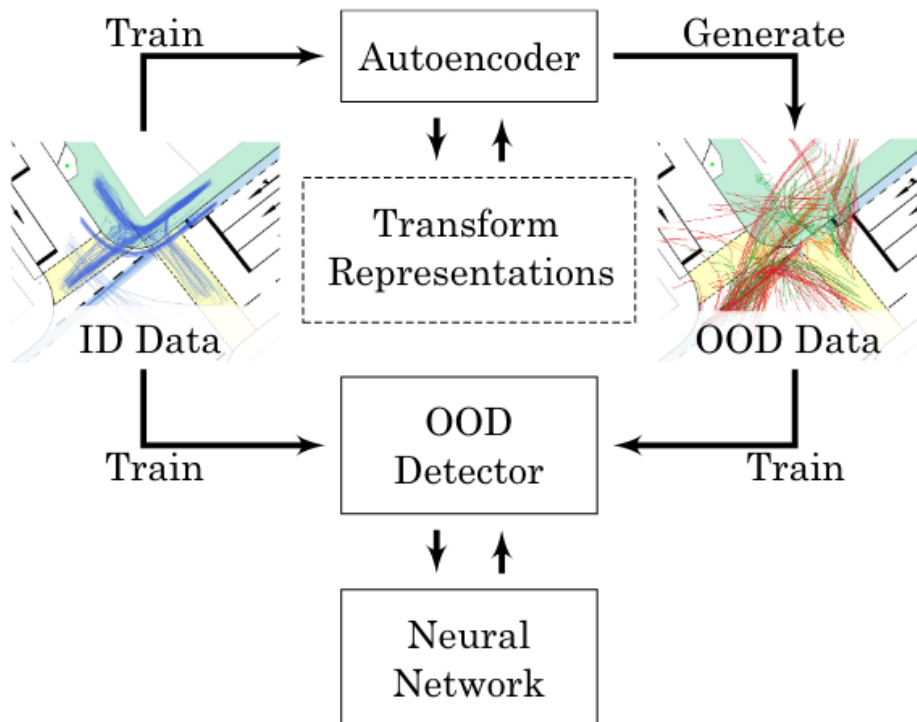 Train
Autoencoder
Generate
Transform
Representations
ID Data
OOD Data
OOD
Detector
Train
Train
Neural
Network